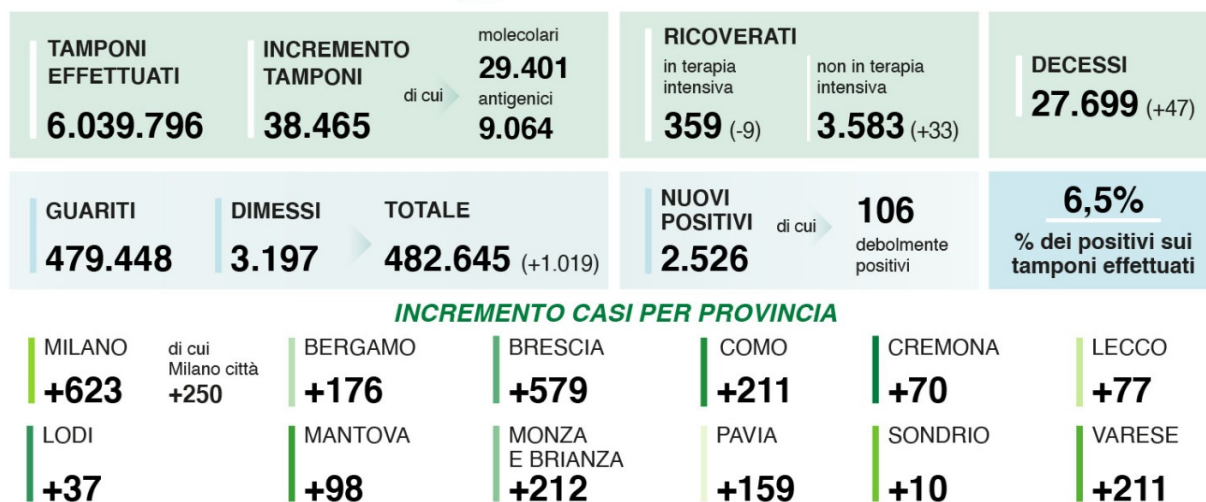 TAMPONI
EFFETTUATI
6.039.796
INCREMENTO
TAMPONI
38.465
di cui
molecolari
29.401
antigenici
9.064
RICOVERATI
in terapia
intensiva
359 (-9)
non in terapia
intensiva
3.583 (+33)
DECESSI
27.699 (+47)
GUARITI
479.448
DIMESSI
3.197
TOTALE
482.645 (+1.019)
NUOVI
POSITIVI
2.526
di cui
106
debolmente
positivi
6,5%
% dei positivi sui
tamponi effettuati
INCREMENTO CASI PER PROVINCIA
MILANO
+623
di cui
Milano città
+250
BERGAMO
+176
BRESCIA
+579
COMO
+211
CREMONA
+70
LECCO
+77
LODI
+37
MANTOVA
+98
MONZA
E BRIANZA
+212
PAVIA
+159
SONDRIO
+10
VARESE
+211